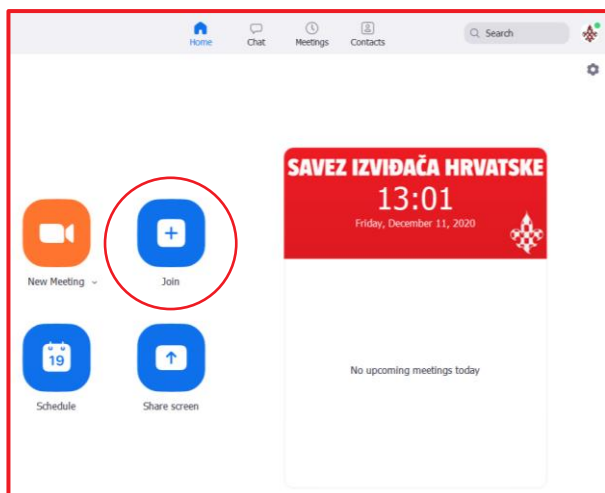 Home
Chat
Meetings
Contacts
Search
SAVEZ IZVIĐAČA HRVATSKE
13:01
Friday, December 11, 2020
New Meeting
Join
19
Schedule
Share screen
No upcoming meetings today